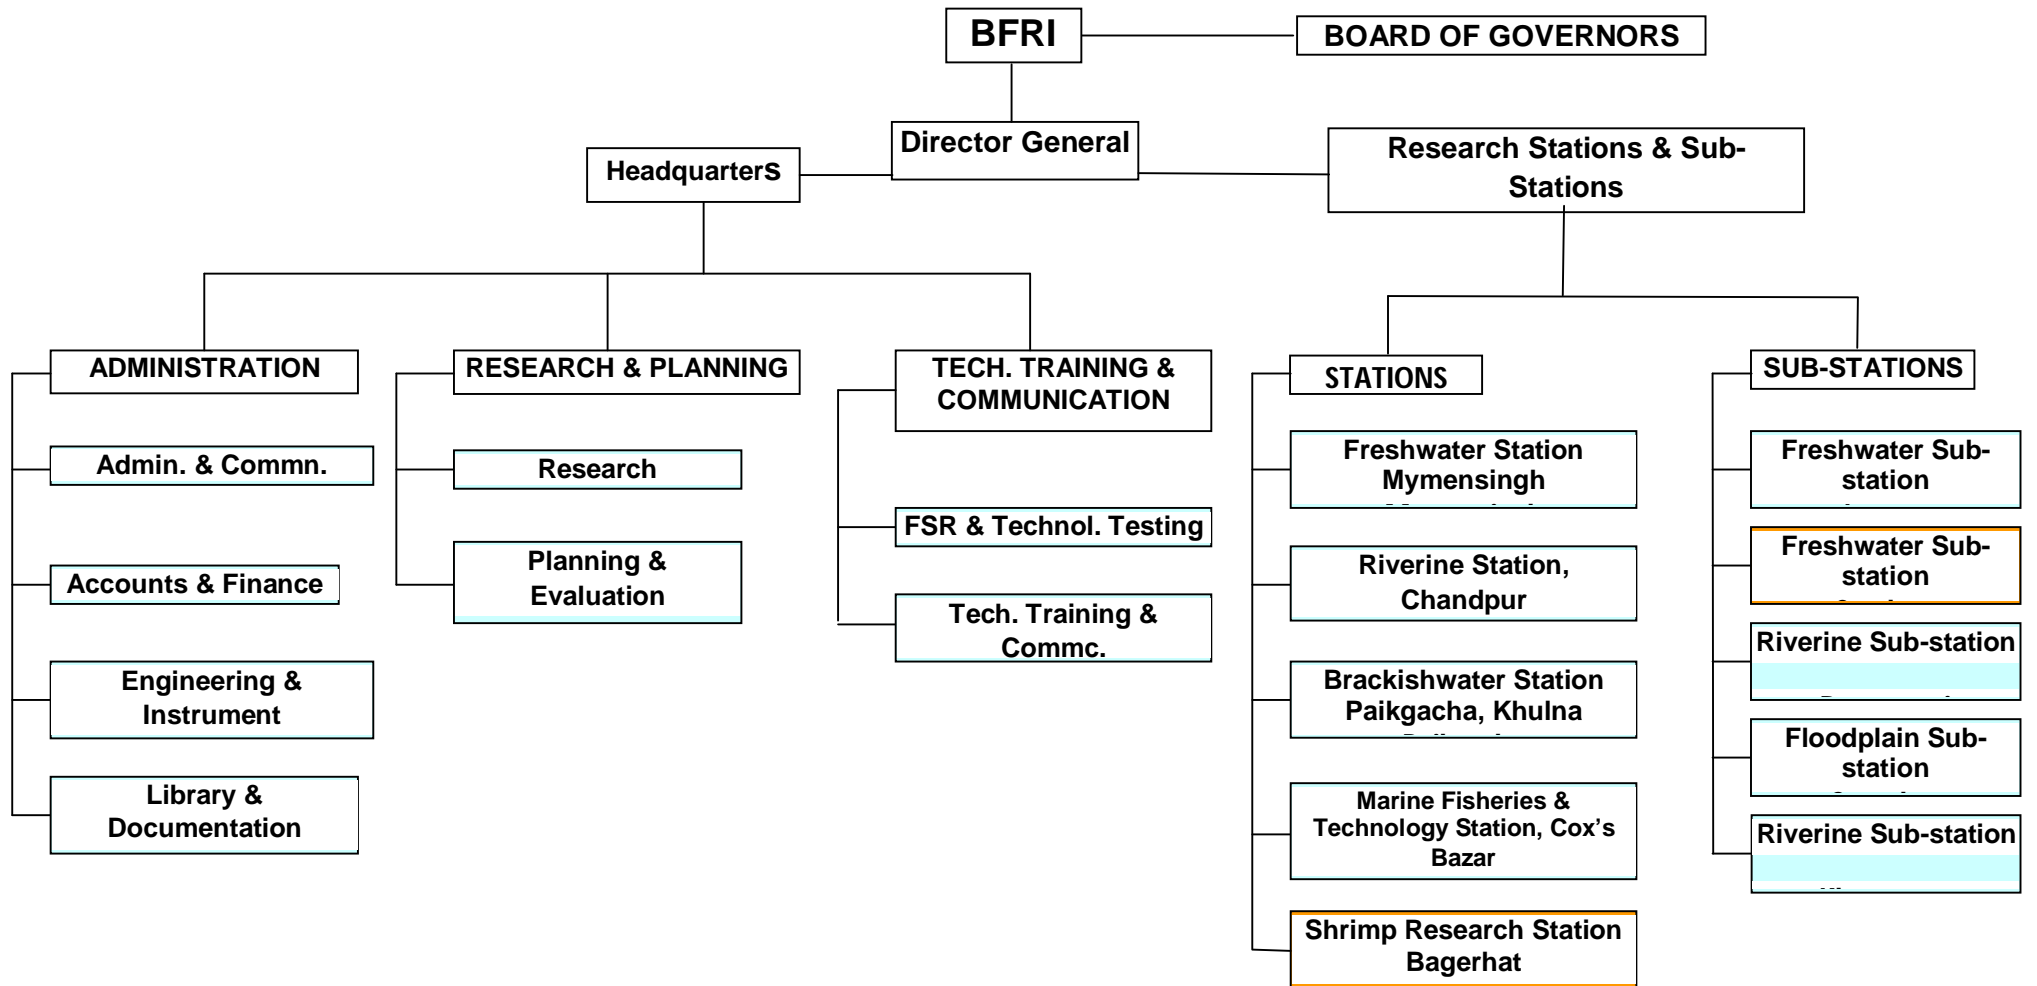 BFRI
BOARD OF GOVERNORS
Director General
Headquarters
Research Stations & Sub-
Stations
ADMINISTRATION
Admin. & Commn.
Accounts & Finance
Engineering &
Instrument
Library &
Documentation
RESEARCH & PLANNING
Research
Planning &
Evaluation
TECH. TRAINING &
COMMUNICATION
FSR & Technol. Testing
Tech. Training &
Commc.
STATIONS
Freshwater Station
Mymensingh
Riverine Station,
Chandpur
Brackishwater Station
Paikgacha, Khulna
Marine Fisheries &
Technology Station, Cox’s
Bazar
Shrimp Research Station
Bagerhat
SUB-STATIONS
Freshwater Sub-
station
Freshwater Sub-
station
Riverine Sub-station
Floodplain Sub-
station
Riverine Sub-station